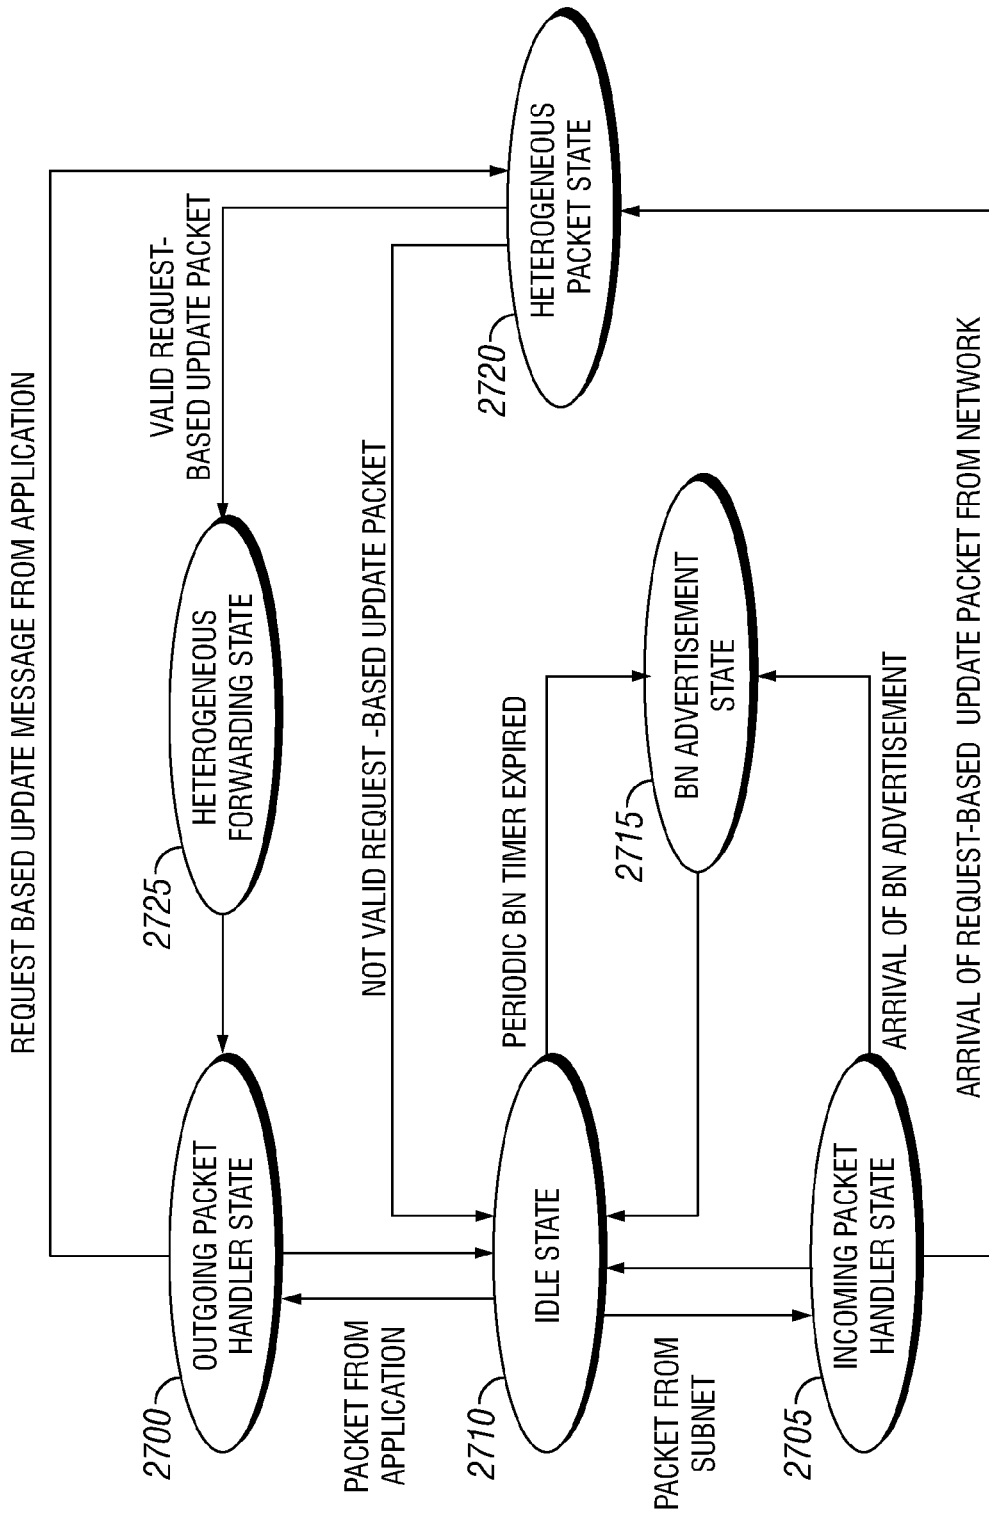 REQUEST BASED UPDATE MESSAGE FROM APPLICATION
2700
OUTGOING PACKET
HANDLER STATE
2725
HETEROGENEOUS
FORWARDING STATE
VALID REQUEST-
BASED UPDATE PACKET
PACKET FROM
APPLICATION
NOT VALID REQUEST -BASED UPDATE PACKET
2710
IDLE STATE
PERIODIC BN TIMER EXPIRED
2720
HETEROGENEOUS
PACKET STATE
2715
BN ADVERTISEMENT
STATE
PACKET FROM
SUBNET
2705
INCOMING PACKET
HANDLER STATE
ARRIVAL OF BN ADVERTISEMENT
ARRIVAL OF REQUEST-BASED UPDATE PACKET FROM NETWORK